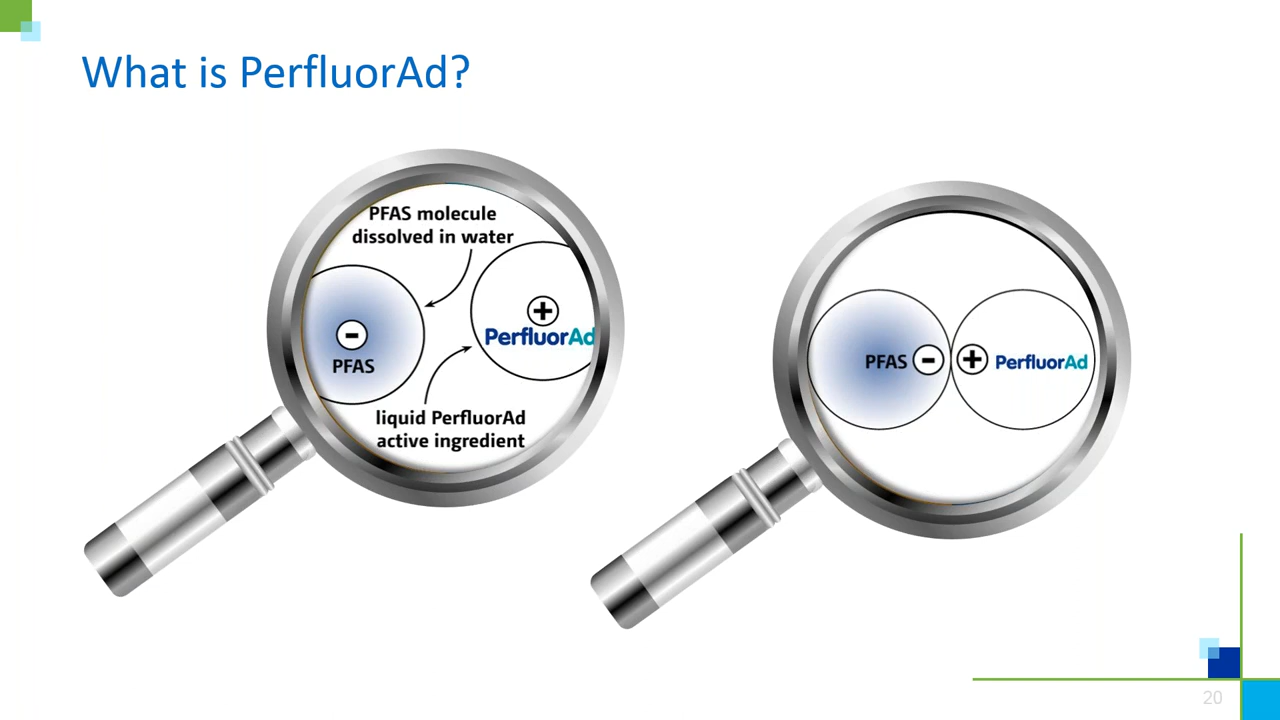 What is PerfluorAd?
PFAS molecule
dissolved in water
+
PerfluorAd
-
PFAS
liquid PerfluorAd
active ingredient
PFAS - + PerfluorAd
20